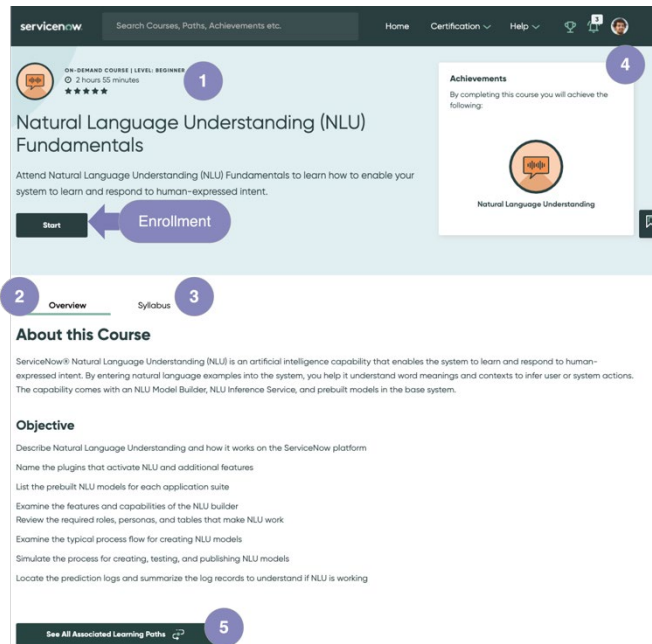 servicenow
Search Courses, Paths, Achievements etc.
Home
Certification
Help
3
ON-DEMAND COURSE | LEVEL: BEGINNER
2 hours 55 minutes
1
Natural Language Understanding (NLU)
Fundamentals
Attend Natural Language Understanding (NLU) Fundamentals to learn how to enable your
system to learn and respond to human-expressed intent.
Start
Enrollment
4
Achievements
By completing this course you will achieve the
following:
Natural Language Understanding
2
Overview
Syllabus
3
About this Course
ServiceNow® Natural Language Understanding (NLU) is an artificial intelligence capability that enables the system to learn and respond to human-
expressed intent. By entering natural language examples into the system, you help it understand word meanings and contexts to infer user or system actions.
The capability comes with an NLU Model Builder, NLU Inference Service, and prebuilt models in the base system.
Objective
Describe Natural Language Understanding and how it works on the ServiceNow platform
Name the plugins that activate NLU and additional features
List the prebuilt NLU models for each application suite
Examine the features and capabilities of the NLU builder
Review the required roles, personas, and tables that make NLU work
Examine the typical process flow for creating NLU models
Simulate the process for creating, testing, and publishing NLU models
Locate the prediction logs and summarize the log records to understand if NLU is working
See All Associated Learning Paths
5